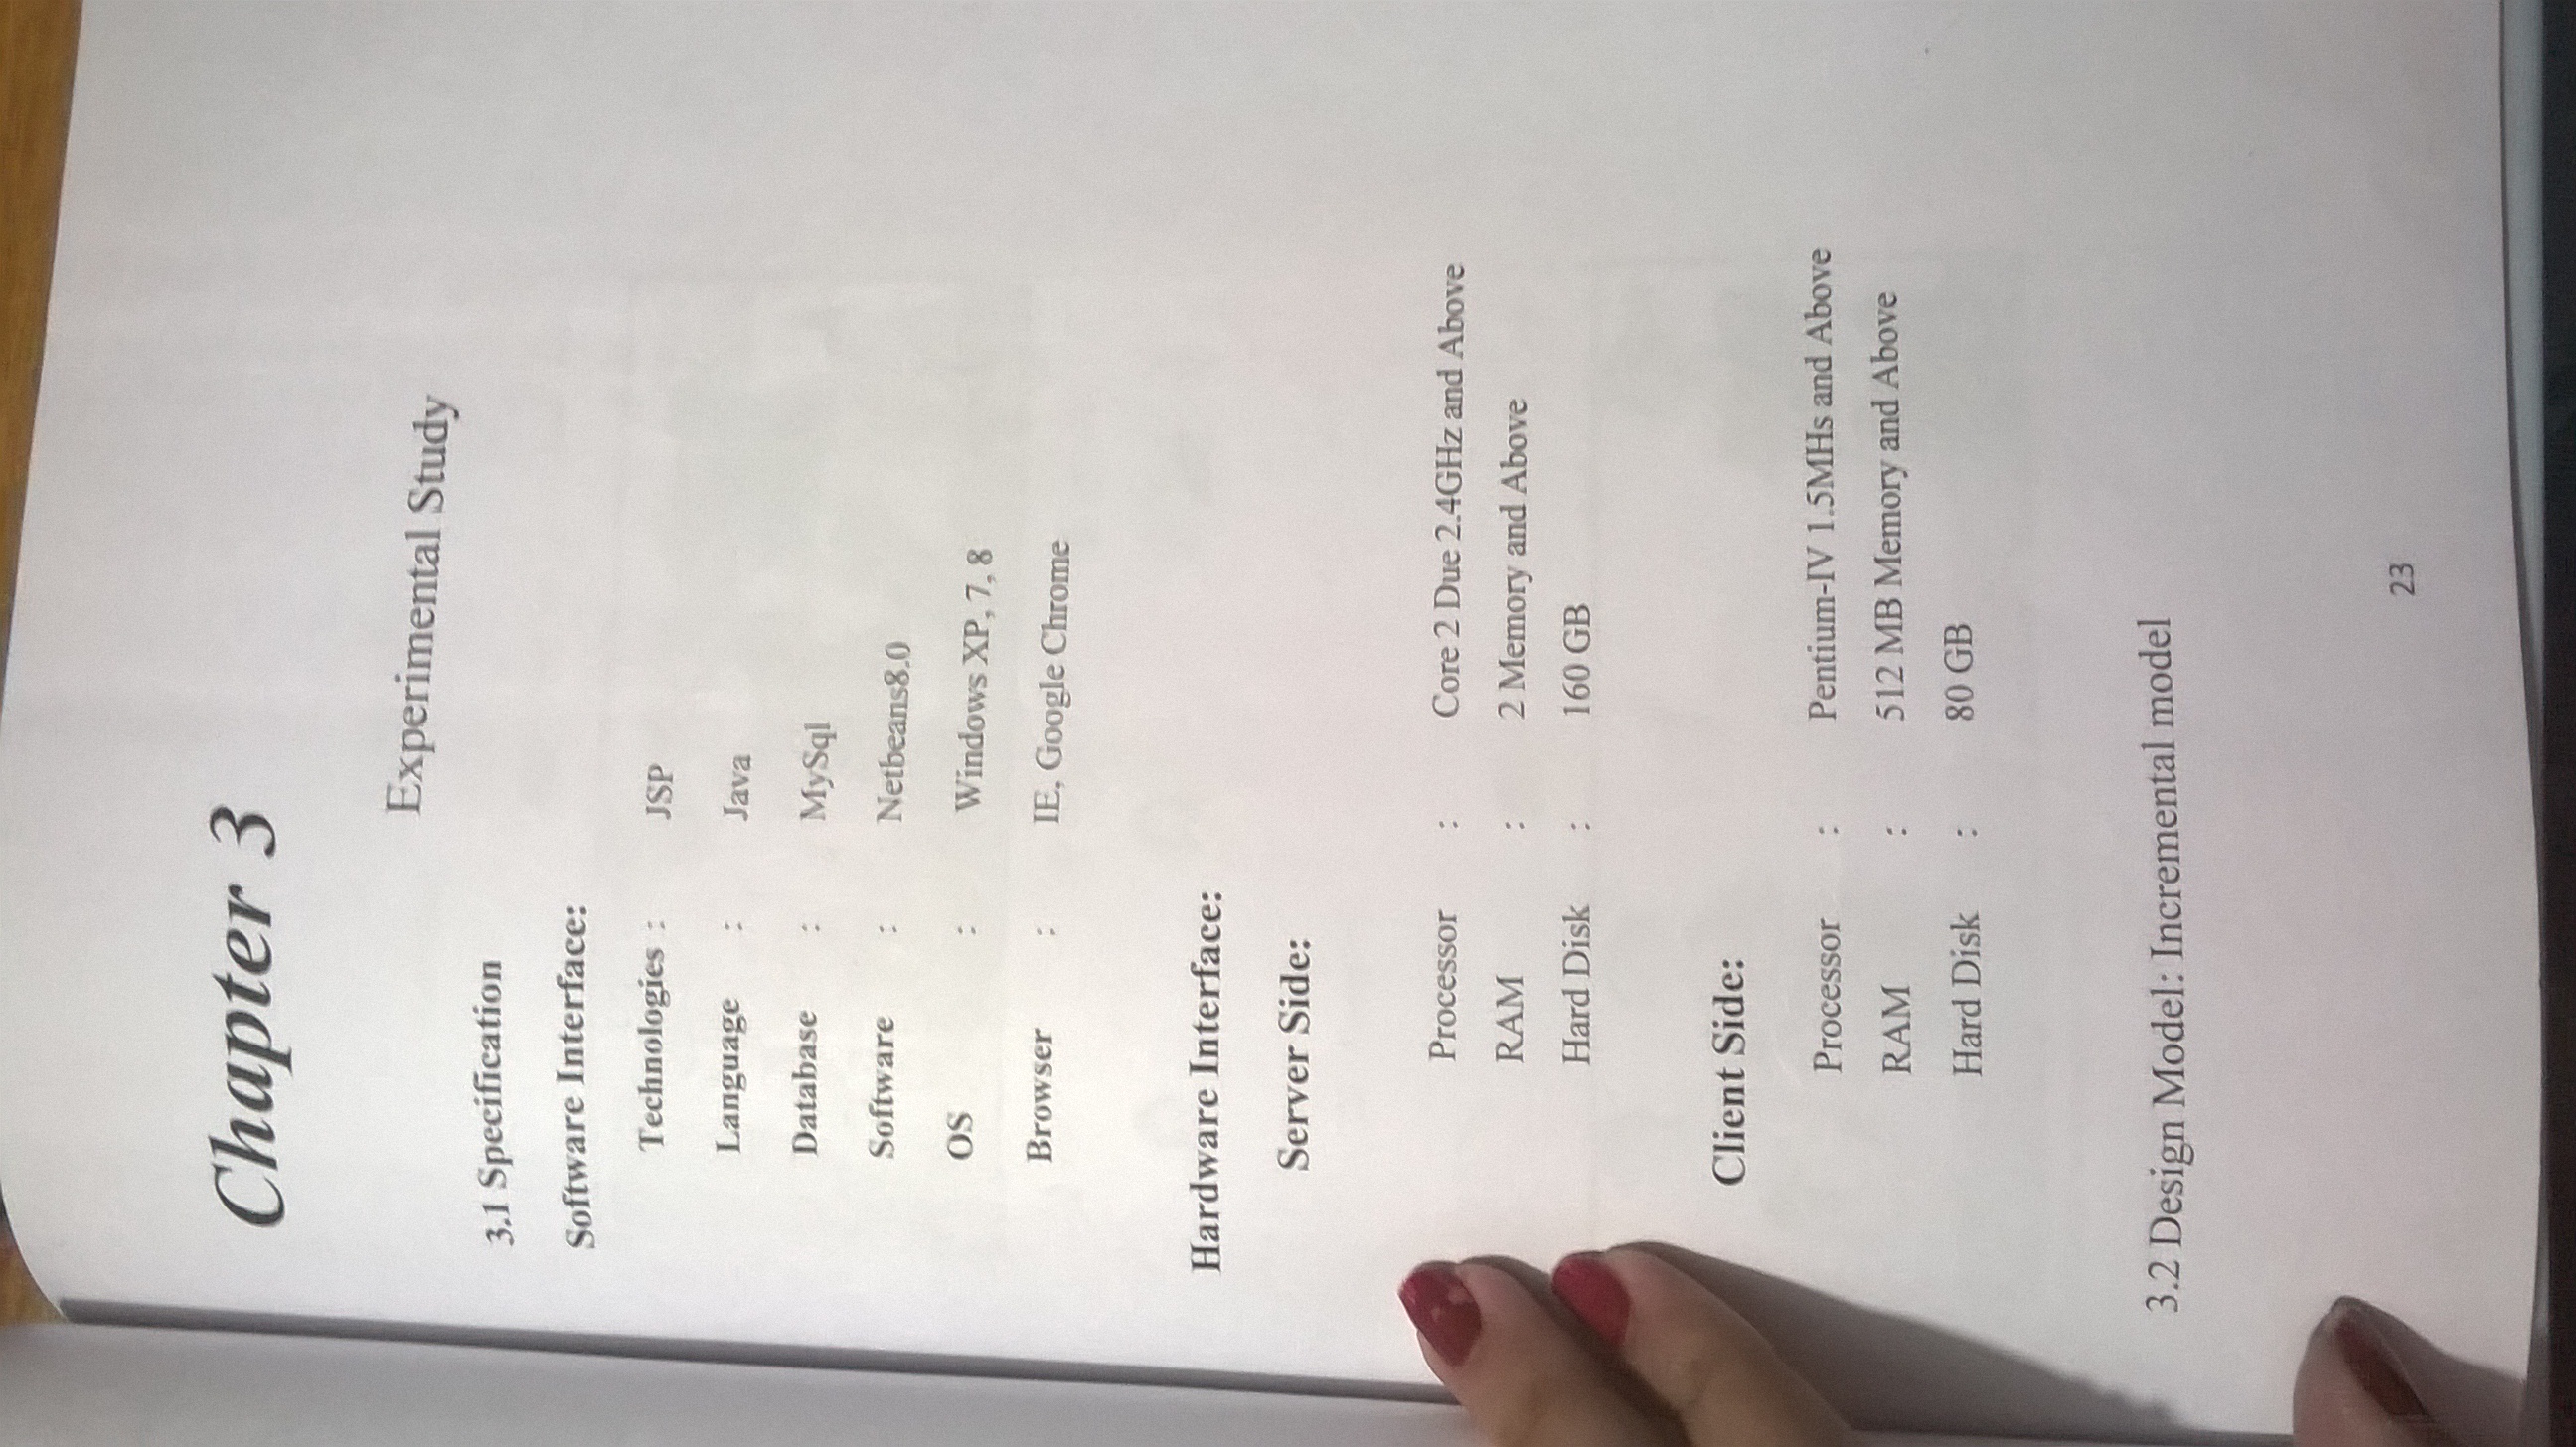 Chapter 3
Experimental Study
3.1 Specification
Software Interface:
Technologies : JSP
Language : Java
Database : MySql
Software : Netbeans8.0
OS : Windows XP, 7, 8
Browser : IE, Google Chrome
Hardware Interface:
Server Side:
Processor : Core 2 Due 2.4GHz and Above
RAM : 2 Memory and Above
Hard Disk : 160 GB
Client Side:
Processor : Pentium-IV 1.5MHs and Above
RAM : 512 MB Memory and Above
Hard Disk : 80 GB
3.2 Design Model: Incremental model
23